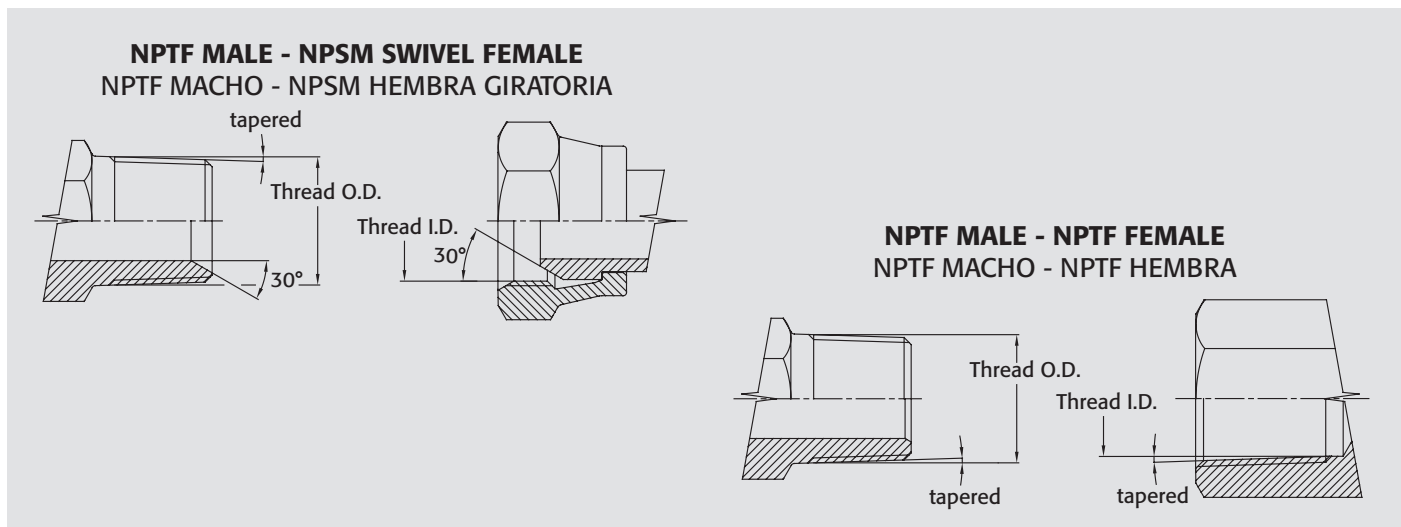 NPTF MALE - NPSM SWIVEL FEMALE
NPTF MACHO - NPSM HEMBRA GIRATORIA
tapered
Thread O.D.
30°
Thread I.D.
30°
NPTF MALE - NPTF FEMALE
NPTF MACHO - NPTF HEMBRA
Thread O.D.
tapered
Thread I.D.
tapered